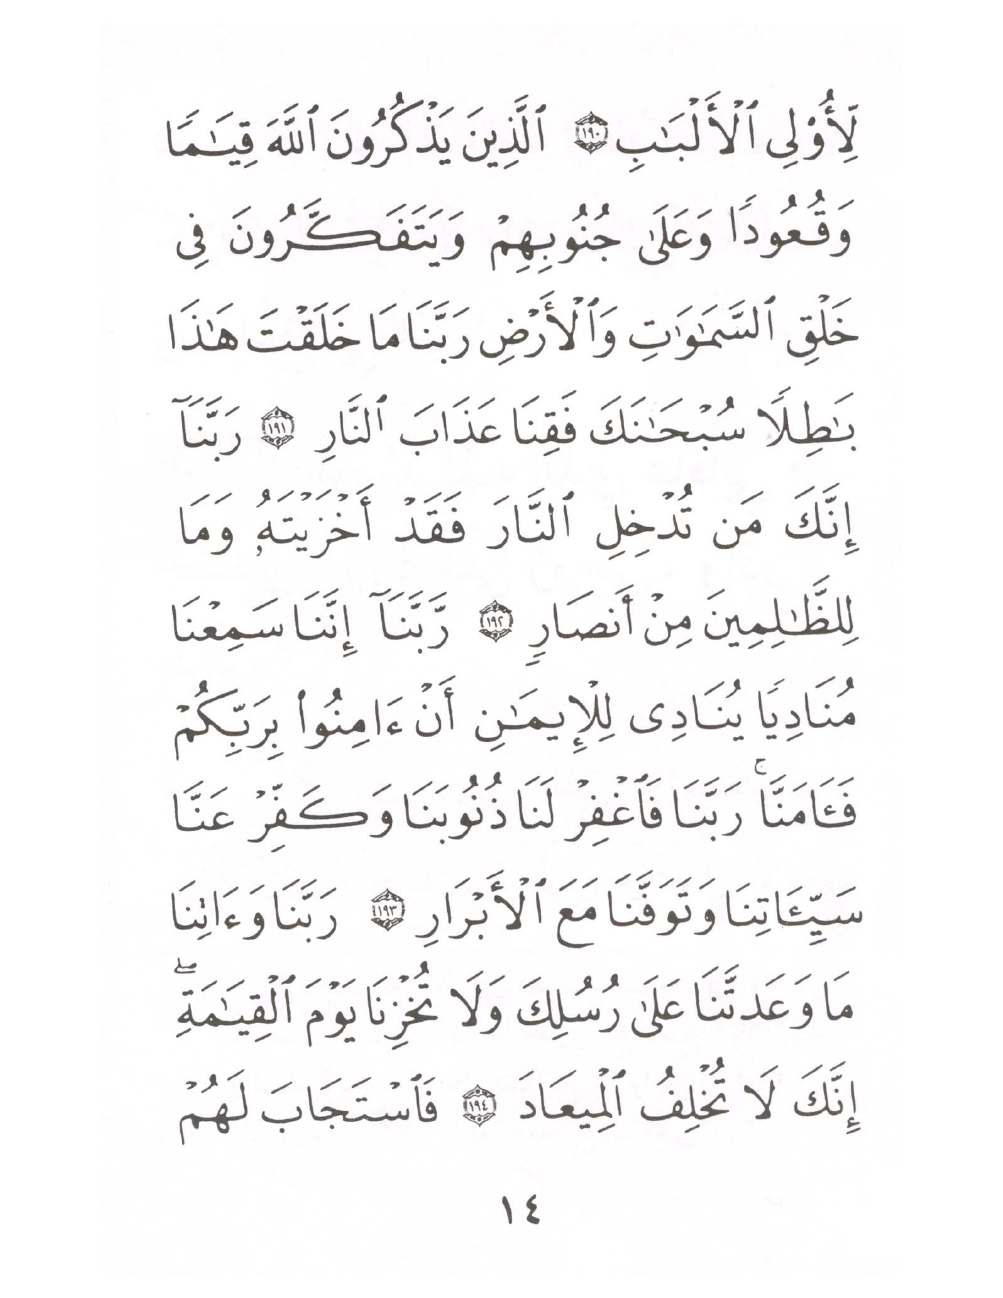 لِّأُوْلِى ٱلْأَلْبَـٰبِ ١٩٠ ٱلَّذِينَ يَذْكُرُونَ ٱللَّهَ قِيَـٰمًا
وَقُعُودًا وَعَلَىٰ جُنُوبِهِمْ وَيَتَفَكَّرُونَ فِى
خَلْقِ ٱلسَّمَـٰوَٰتِ وَٱلْأَرْضِ رَبَّنَا مَا خَلَقْتَ هَـٰذَا
بَـٰطِلًا سُبْحَـٰنَكَ فَقِنَا عَذَابَ ٱلنَّارِ ١٩١ رَبَّنَآ
إِنَّكَ مَن تُدْخِلِ ٱلنَّارَ فَقَدْ أَخْزَيْتَهُۥ وَمَا
لِلظَّـٰلِمِينَ مِنْ أَنصَارٍ ١٩٢ رَّبَّنَآ إِنَّنَا سَمِعْنَا
مُنَادِيًا يُنَادِى لِلْإِيمَـٰنِ أَنْ ءَامِنُوا۟ بِرَبِّكُمْ
فَـَٔامَنَّا ۚ رَبَّنَا فَٱغْفِرْ لَنَا ذُنُوبَنَا وَكَفِّرْ عَنَّا
سَيِّـَٔاتِنَا وَتَوَفَّنَا مَعَ ٱلْأَبْرَارِ ١٩٣ رَبَّنَا وَءَاتِنَا
مَا وَعَدتَّنَا عَلَىٰ رُسُلِكَ وَلَا تُخْزِنَا يَوْمَ ٱلْقِيَـٰمَةِ ۖ
إِنَّكَ لَا تُخْلِفُ ٱلْمِيعَادَ ١٩٤ فَٱسْتَجَابَ لَهُمْ
١٤